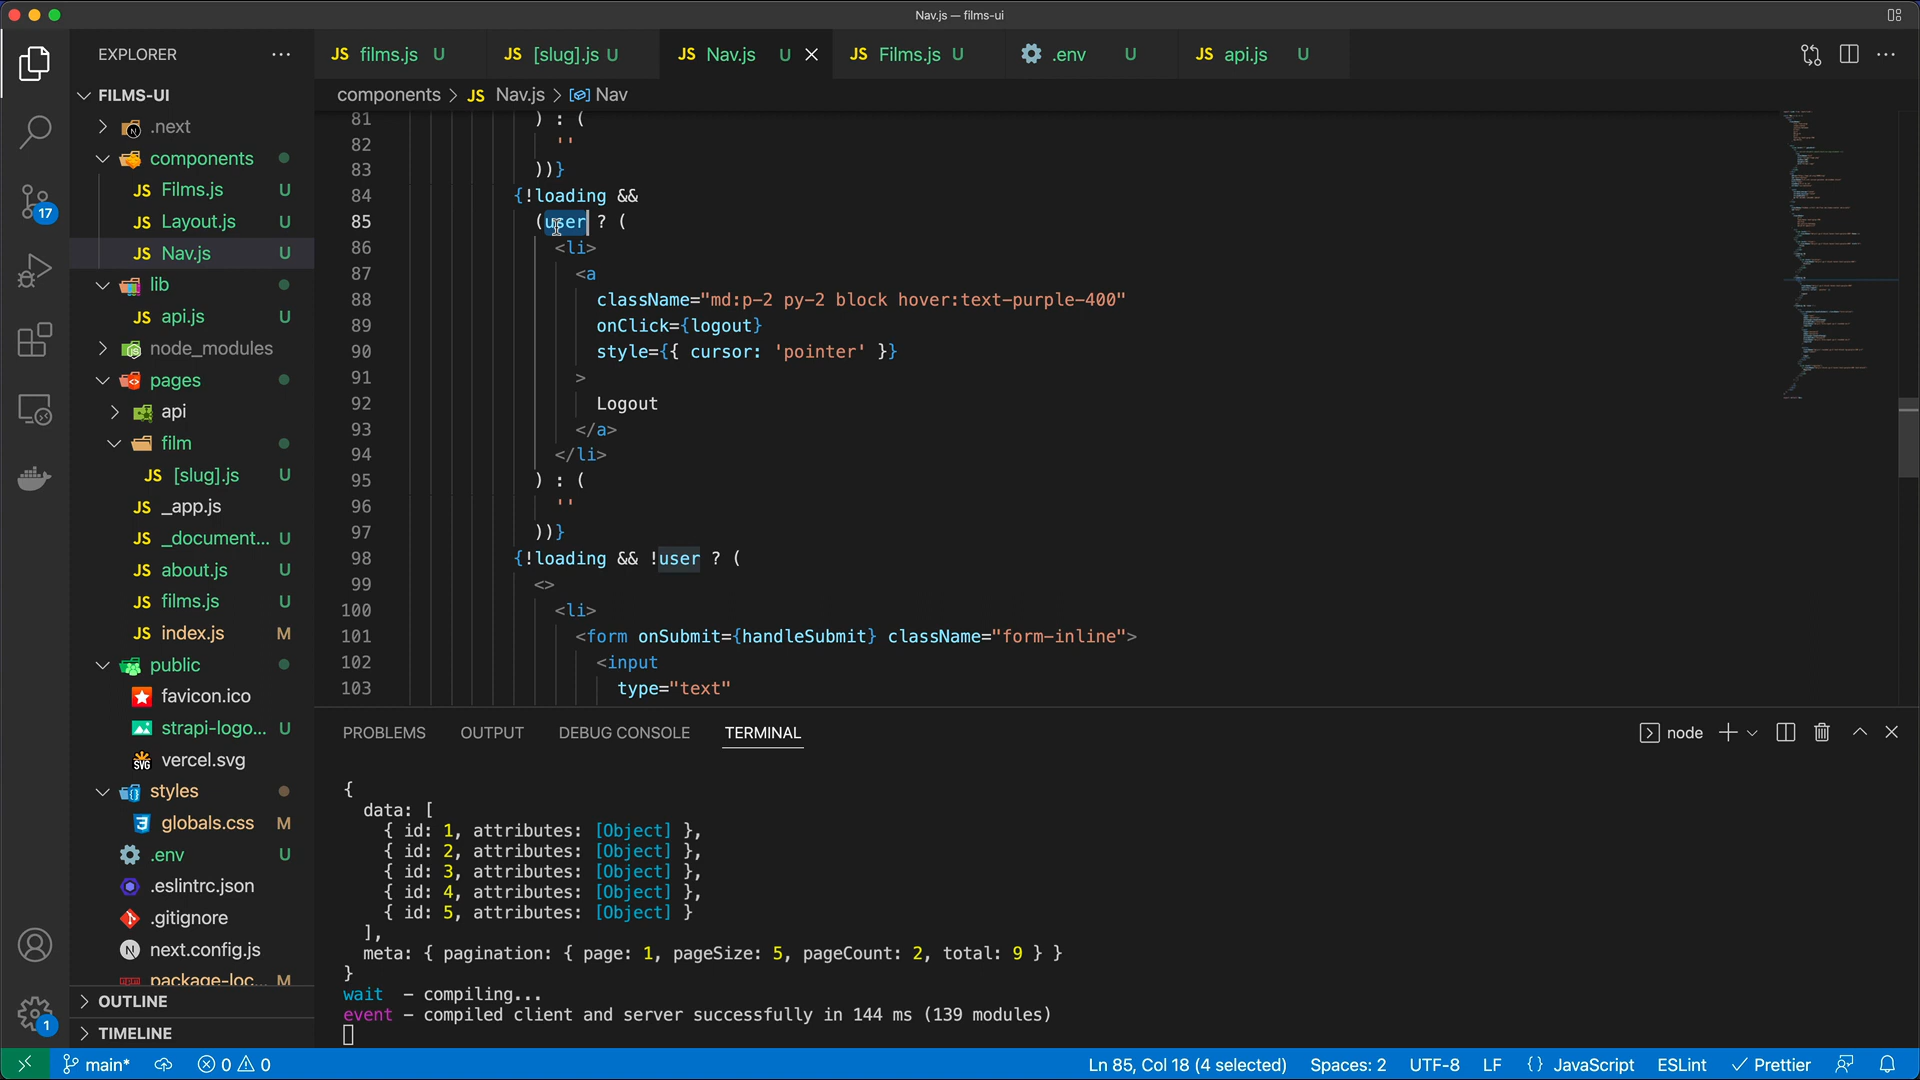 Nav.js — films-ui
EXPLORER
JS films.js U
JS [slug].js U
JS Nav.js U
JS Films.js U
.env U
JS api.js U
components > JS Nav.js > Nav
FILMS-UI
.next
components
JS Films.js U
JS Layout.js U
JS Nav.js U
lib
JS api.js U
node_modules
pages
api
film
JS [slug].js U
JS _app.js
JS _document... U
JS about.js U
JS films.js U
JS index.js M
public
favicon.ico
strapi-logo... U
vercel.svg
styles
globals.css M
.env U
.eslintrc.json
.gitignore
next.config.js
package-loc... M
OUTLINE
TIMELINE
17
1
81 ) : (
82 ''
83 ))}
84 {!loading &&
85 (user ? (
86 <li>
87 <a
88 className="md:p-2 py-2 block hover:text-purple-400"
89 onClick={logout}
90 style={{ cursor: 'pointer' }}
91 >
92 Logout
93 </a>
94 </li>
95 ) : (
96 ''
97 ))}
98 {!loading && !user ? (
99 <>
100 <li>
101 <form onSubmit={handleSubmit} className="form-inline">
102 <input
103 type="text"
PROBLEMS OUTPUT DEBUG CONSOLE TERMINAL
node
{
data: [
{ id: 1, attributes: [Object] },
{ id: 2, attributes: [Object] },
{ id: 3, attributes: [Object] },
{ id: 4, attributes: [Object] },
{ id: 5, attributes: [Object] }
],
meta: { pagination: { page: 1, pageSize: 5, pageCount: 2, total: 9 } }
}
wait – compiling...
event – compiled client and server successfully in 144 ms (139 modules)
main* 0 0
Ln 85, Col 18 (4 selected) Spaces: 2 UTF-8 LF {} JavaScript ESLint Prettier